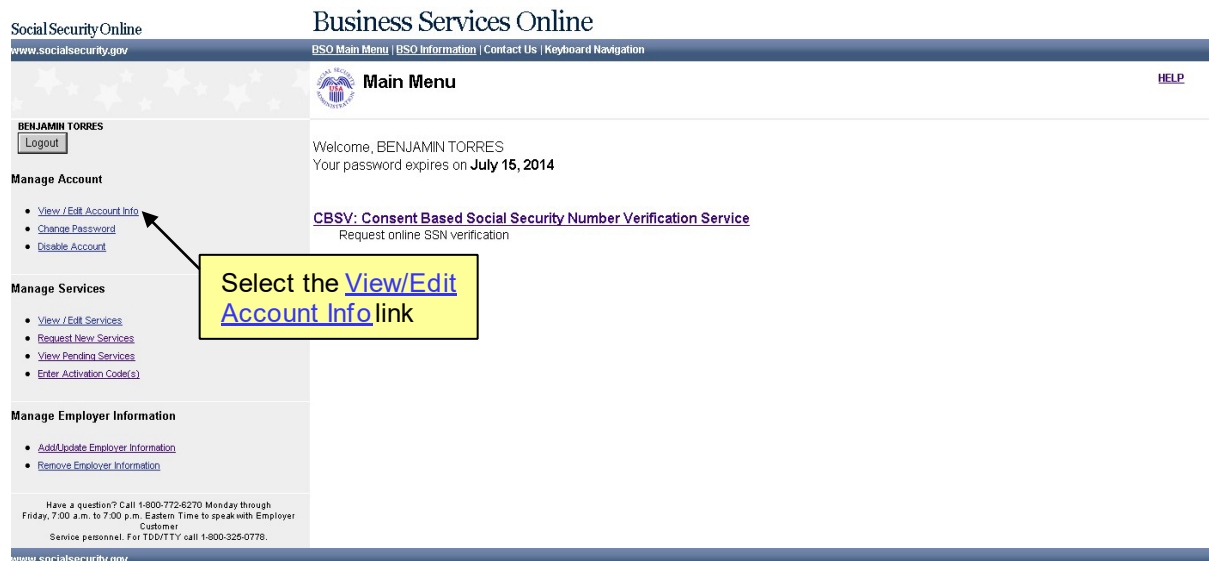 Social Security Online
Business Services Online
www.socialsecurity.gov
BSO Main Menu | BSO Information | Contact Us | Keyboard Navigation
Main Menu
HELP
BENJAMIN TORRES
Logout
Welcome, BENJAMIN TORRES
Your password expires on July 15, 2014
Manage Account
View / Edit Account Info
Change Password
Disable Account
CBSV: Consent Based Social Security Number Verification Service
Request online SSN verification
Select the View/Edit
Account Info link
Manage Services
View / Edit Services
Request New Services
View Pending Services
Enter Activation Code(s)
Manage Employer Information
Add/Update Employer Information
Remove Employer Information
Have a question? Call 1-800-772-6270 Monday through
Friday, 7:00 a.m. to 7:00 p.m. Eastern Time to speak with Employer
Customer
Service personnel. For TDD/TTY call 1-800-325-0778.
www.socialsecurity.gov